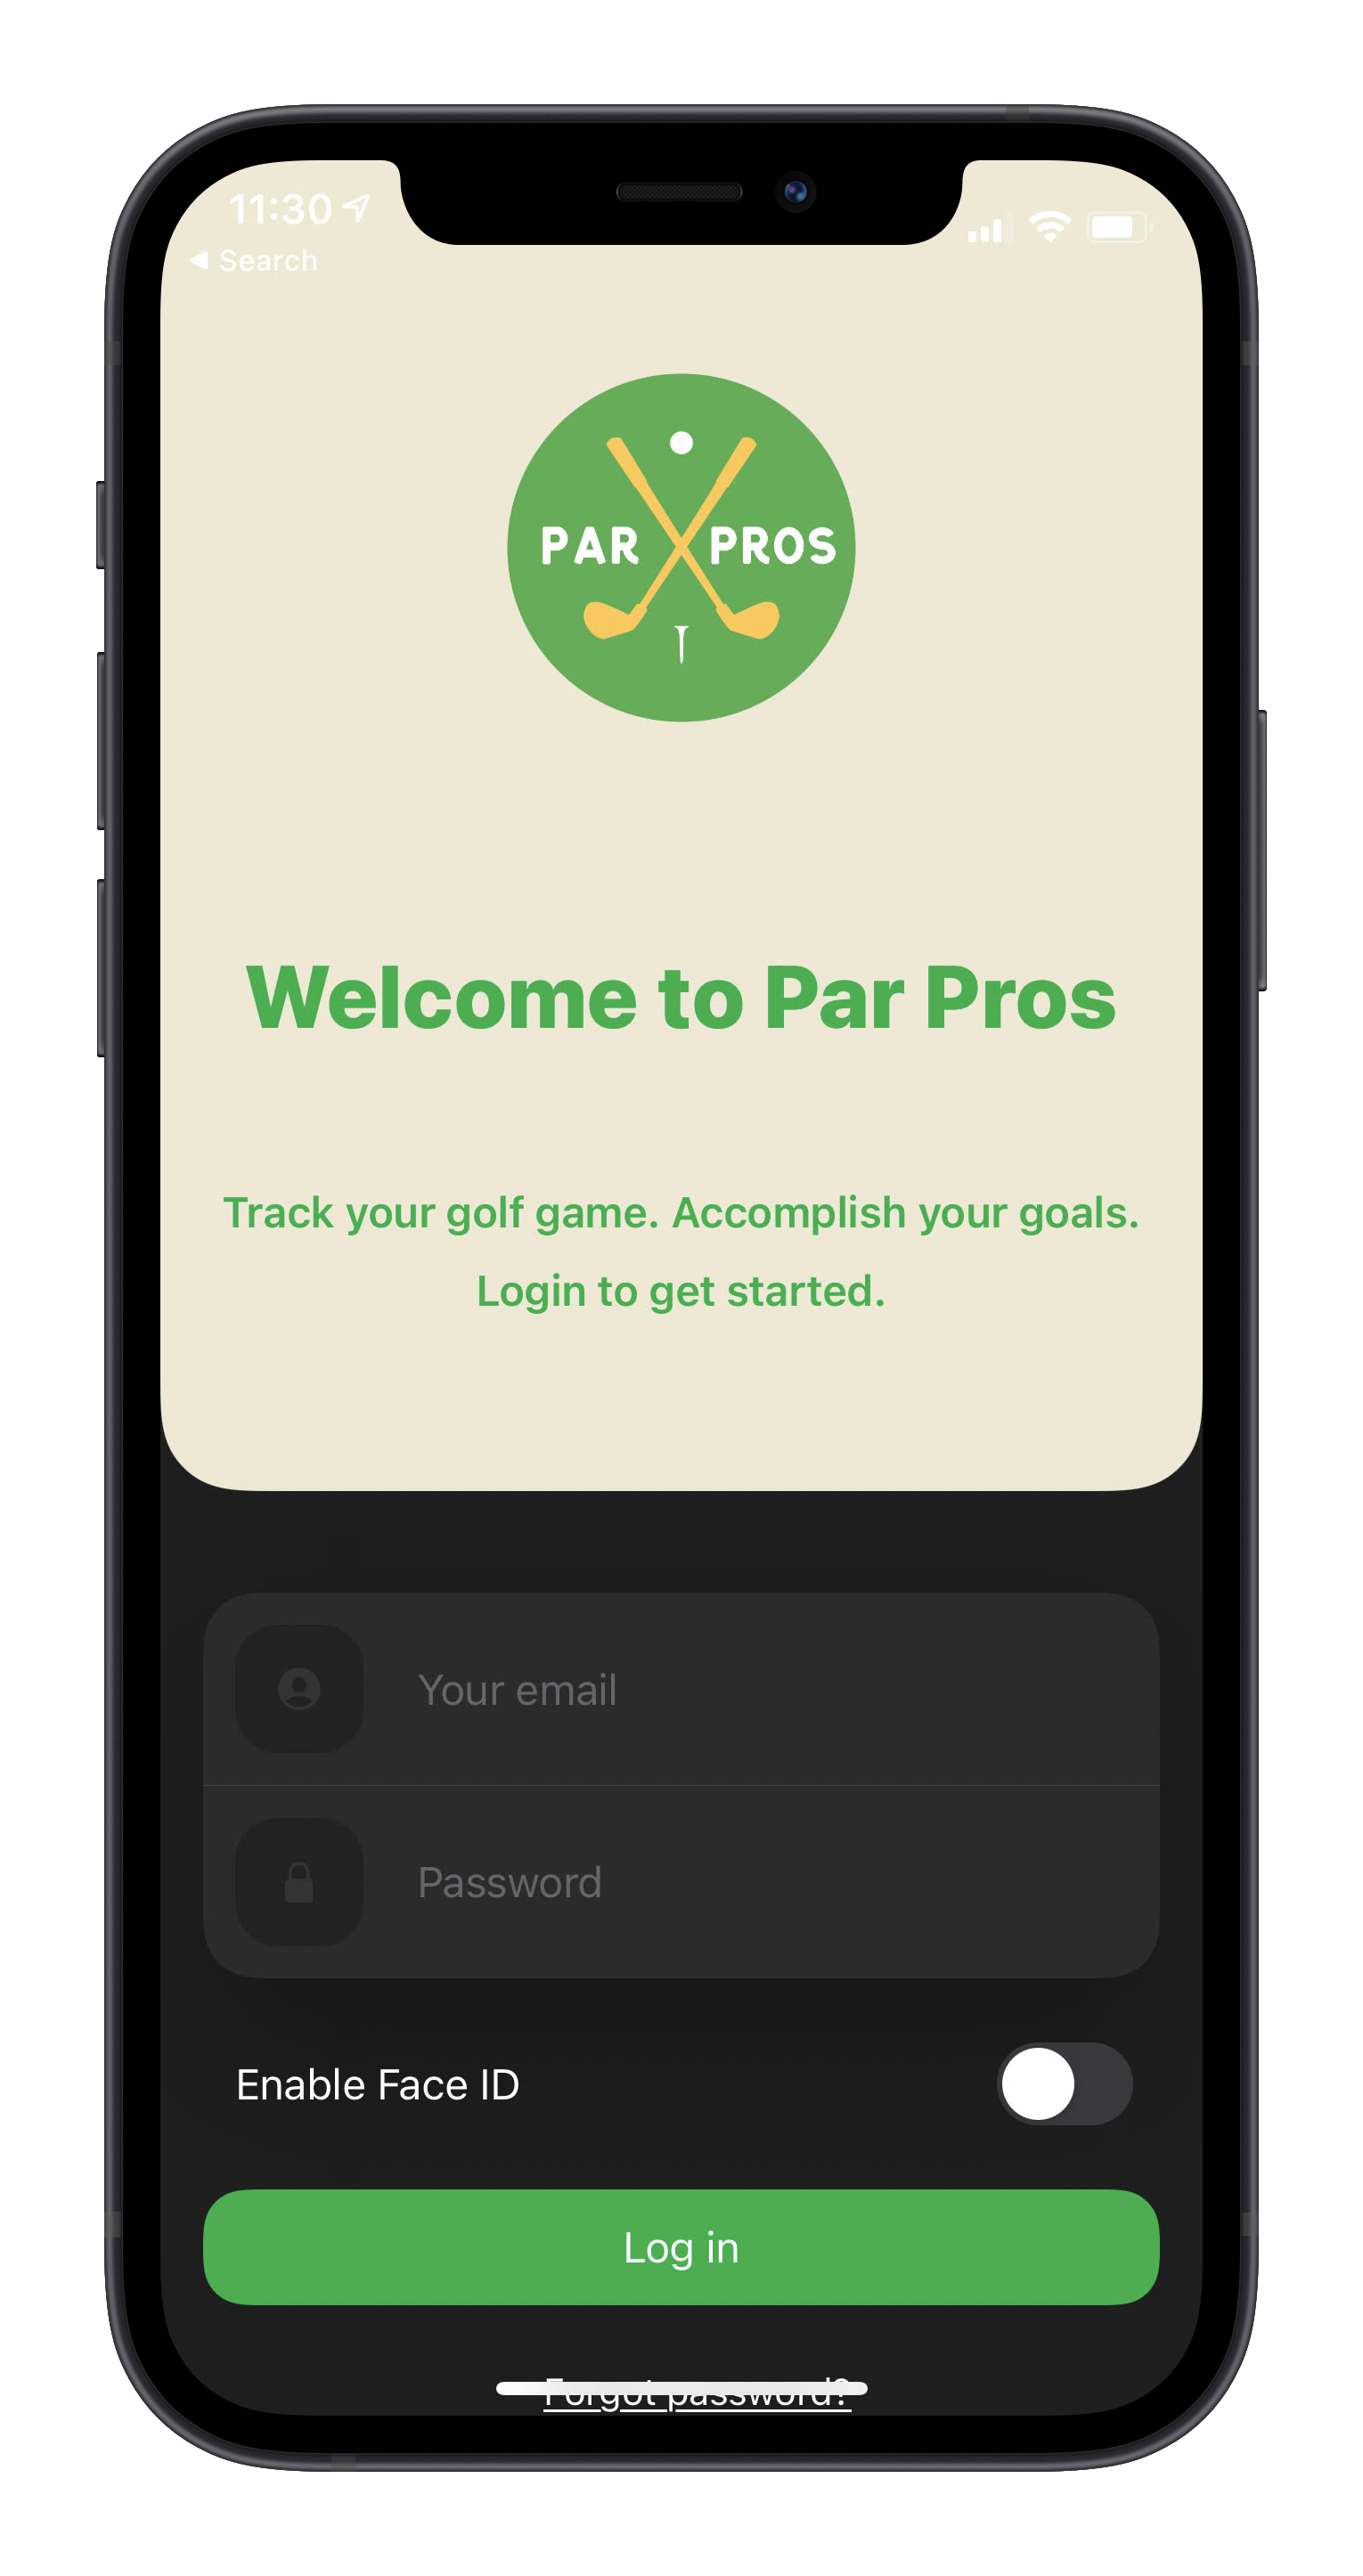 11:30
Search
PAR PROS
Welcome to Par Pros
Track your golf game. Accomplish your goals.
Login to get started.
Your email
Password
Enable Face ID
Log in
Forgot password?